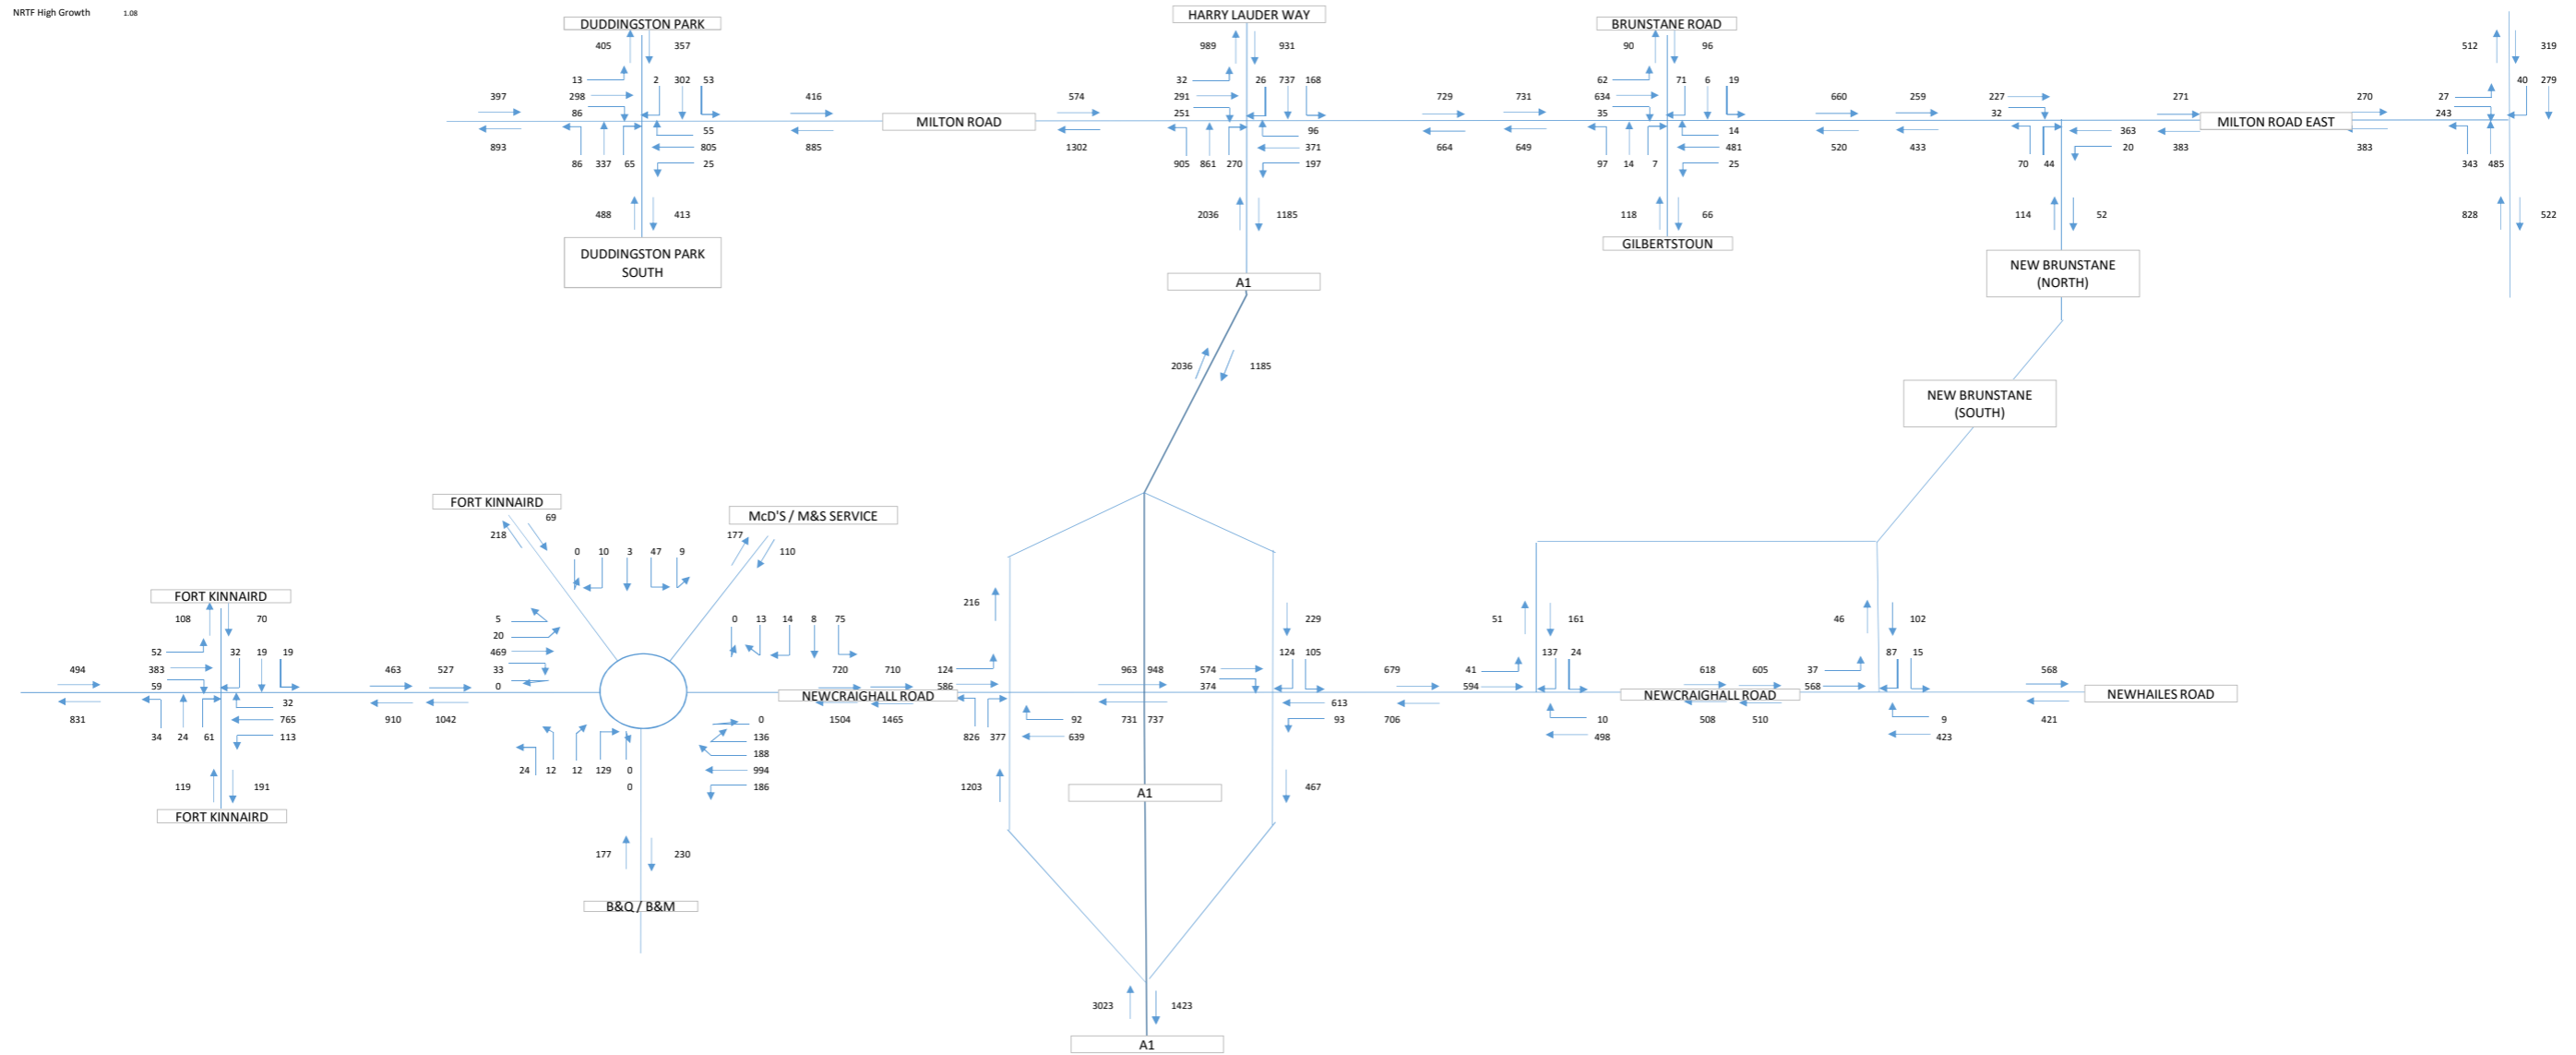 NRTF High Growth 1.08
DUDDINGSTON PARK
HARRY LAUDER WAY
BRUNSTANE ROAD
405 357
989 931
90 96
512 319
13 2 302 53
32 26 737 168
62 71 6 19
40 279
397 298 416 574 291 729 731 634 660 259 227 271 270 27
86 251 35 32 243
MILTON ROAD
MILTON ROAD EAST
55 96 14 363
893 805 885 1302 371 664 649 481 520 433 20 383 383
86 337 65 25
905 861 270 197
97 14 7 25
70 44
343 485
488 413
2036 1185
118 66
114 52
828 522
DUDDINGSTON PARK
SOUTH
GILBERTSTOUN
NEW BRUNSTANE
(NORTH)
A1
2036 1185
NEW BRUNSTANE
(SOUTH)
FORT KINNAIRD
McD'S / M&S SERVICE
69
218
177
110
0 10 3 47 9
FORT KINNAIRD
108 70
5
20
469
33
0
0 13 14 8 75
216
229
51 161
46 102
52 32 19 19
494 383 463 527
59
720 710 124
586
963 948 574
374
124 105
679
41
594
137 24
618 605
37
568
87 15
568
NEWCRAIGHALL ROAD
NEWCRAIGHALL ROAD
NEWHAILES ROAD
32
831 765 910 1042
34 24 61 113
0
136
188
994
186
1504 1465
826 377
92
639
731 737
613
93
706
10
498
508 510
9
423
421
24 12 12 129 0
0
119 191
1203
467
FORT KINNAIRD
A1
177 230
B&Q / B&M
3023 1423
A1